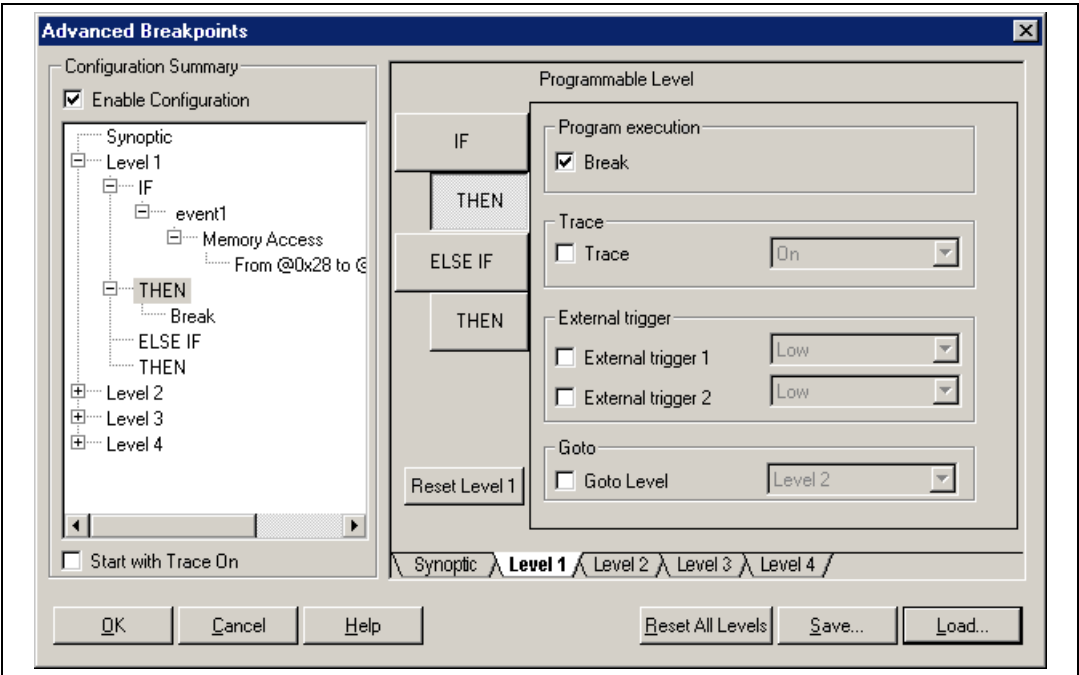 Advanced Breakpoints
Configuration Summary
Enable Configuration
Synoptic
Level 1
IF
event1
Memory Access
From @0x28 to @
THEN
Break
ELSE IF
THEN
Level 2
Level 3
Level 4
Start with Trace On
Programmable Level
IF
THEN
ELSE IF
THEN
Reset Level 1
Program execution
Break
Trace
Trace
On
External trigger
External trigger 1
Low
External trigger 2
Low
Goto
Goto Level
Level 2
Synoptic
Level 1
Level 2
Level 3
Level 4
OK
Cancel
Help
Reset All Levels
Save...
Load...